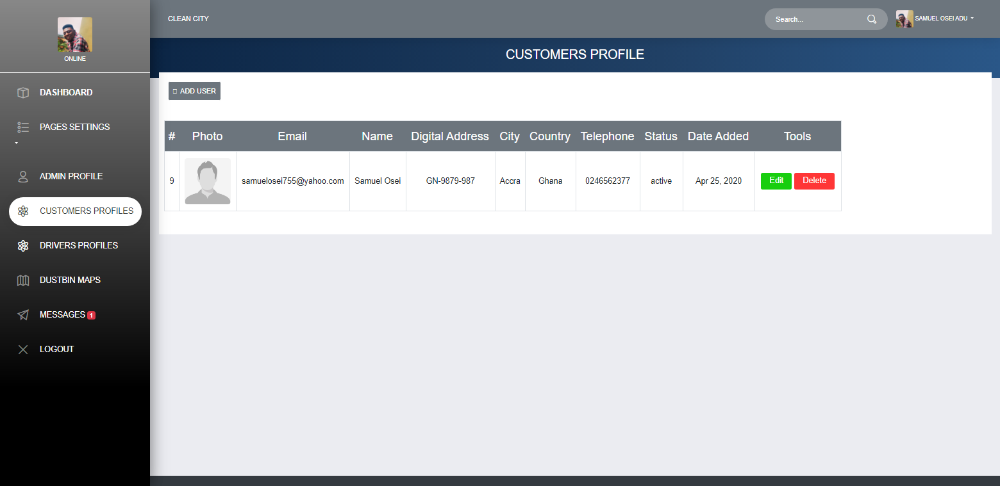 ONLINE
DASHBOARD
PAGES SETTINGS
ADMIN PROFILE
CUSTOMERS PROFILES
DRIVERS PROFILES
DUSTBIN MAPS
MESSAGES 1
LOGOUT
CLEAN CITY
Search...
SAMUEL OSEI ADU
CUSTOMERS PROFILE
ADD USER
# Photo Email Name Digital Address City Country Telephone Status Date Added Tools
9 samuelosei755@yahoo.com Samuel Osei GN-9879-987 Accra Ghana 0246562377 active Apr 25, 2020 Edit Delete